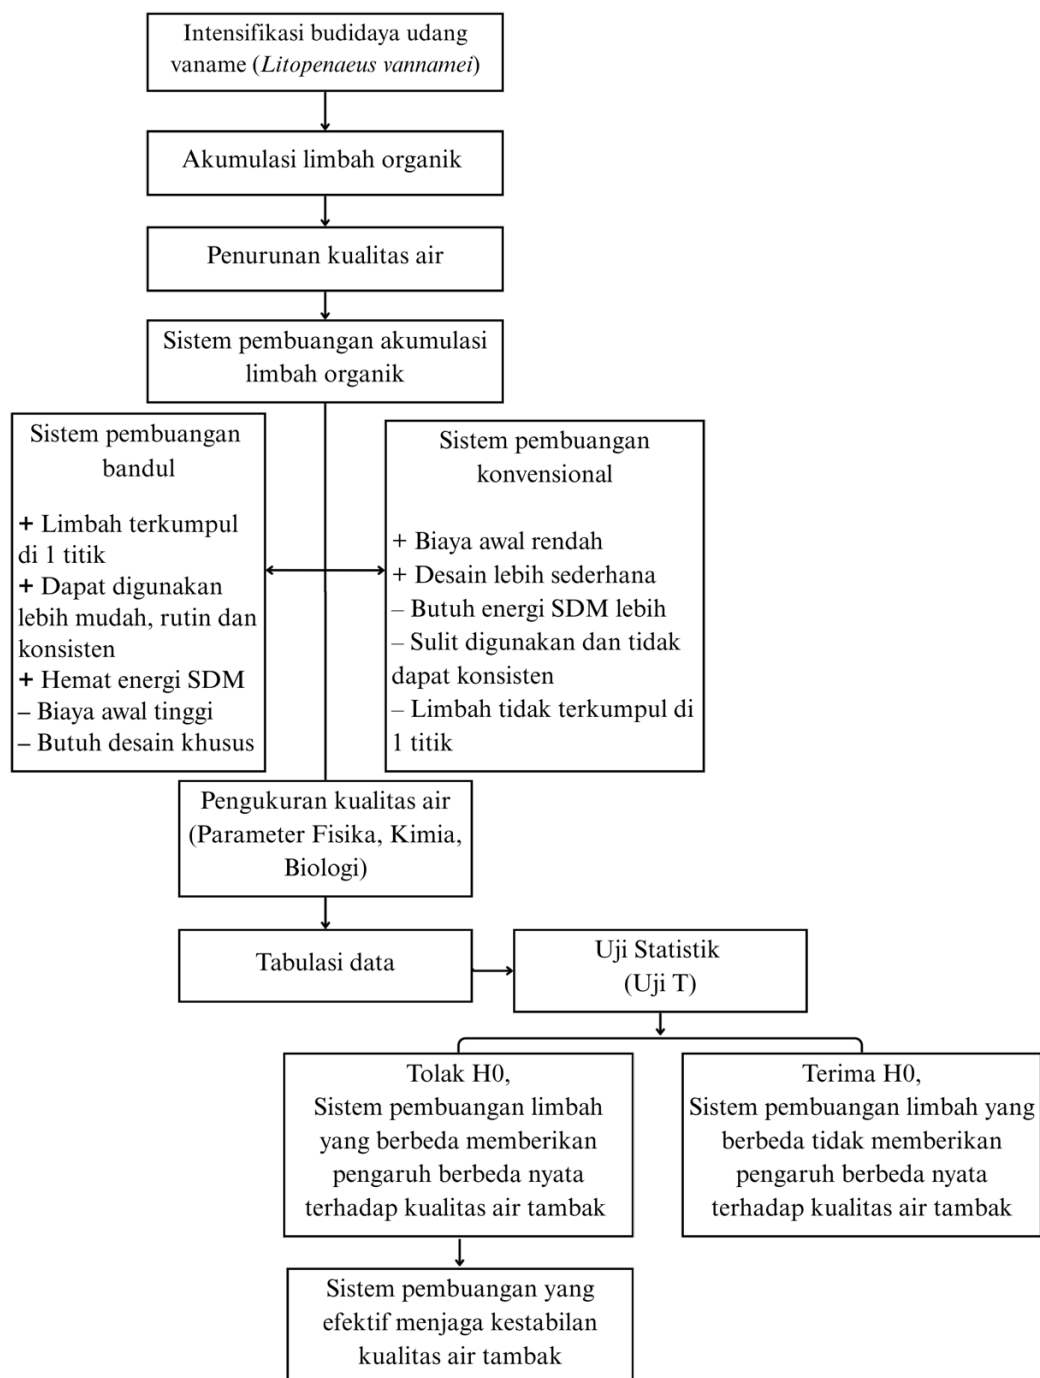 Intensifikasi budidaya udang
vaname (Litopenaeus vannamei)
Akumulasi limbah organik
Penurunan kualitas air
Sistem pembuangan akumulasi
limbah organik
Sistem pembuangan
bandul
+ Limbah terkumpul
di 1 titik
+ Dapat digunakan
lebih mudah, rutin dan
konsisten
+ Hemat energi SDM
– Biaya awal tinggi
– Butuh desain khusus
Sistem pembuangan
konvensional
+ Biaya awal rendah
+ Desain lebih sederhana
– Butuh energi SDM lebih
– Sulit digunakan dan tidak
dapat konsisten
– Limbah tidak terkumpul di
1 titik
Pengukuran kualitas air
(Parameter Fisika, Kimia,
Biologi)
Tabulasi data
Uji Statistik
(Uji T)
Tolak H0,
Sistem pembuangan limbah
yang berbeda memberikan
pengaruh berbeda nyata
terhadap kualitas air tambak
Terima H0,
Sistem pembuangan limbah yang
berbeda tidak memberikan
pengaruh berbeda nyata
terhadap kualitas air tambak
Sistem pembuangan yang
efektif menjaga kestabilan
kualitas air tambak